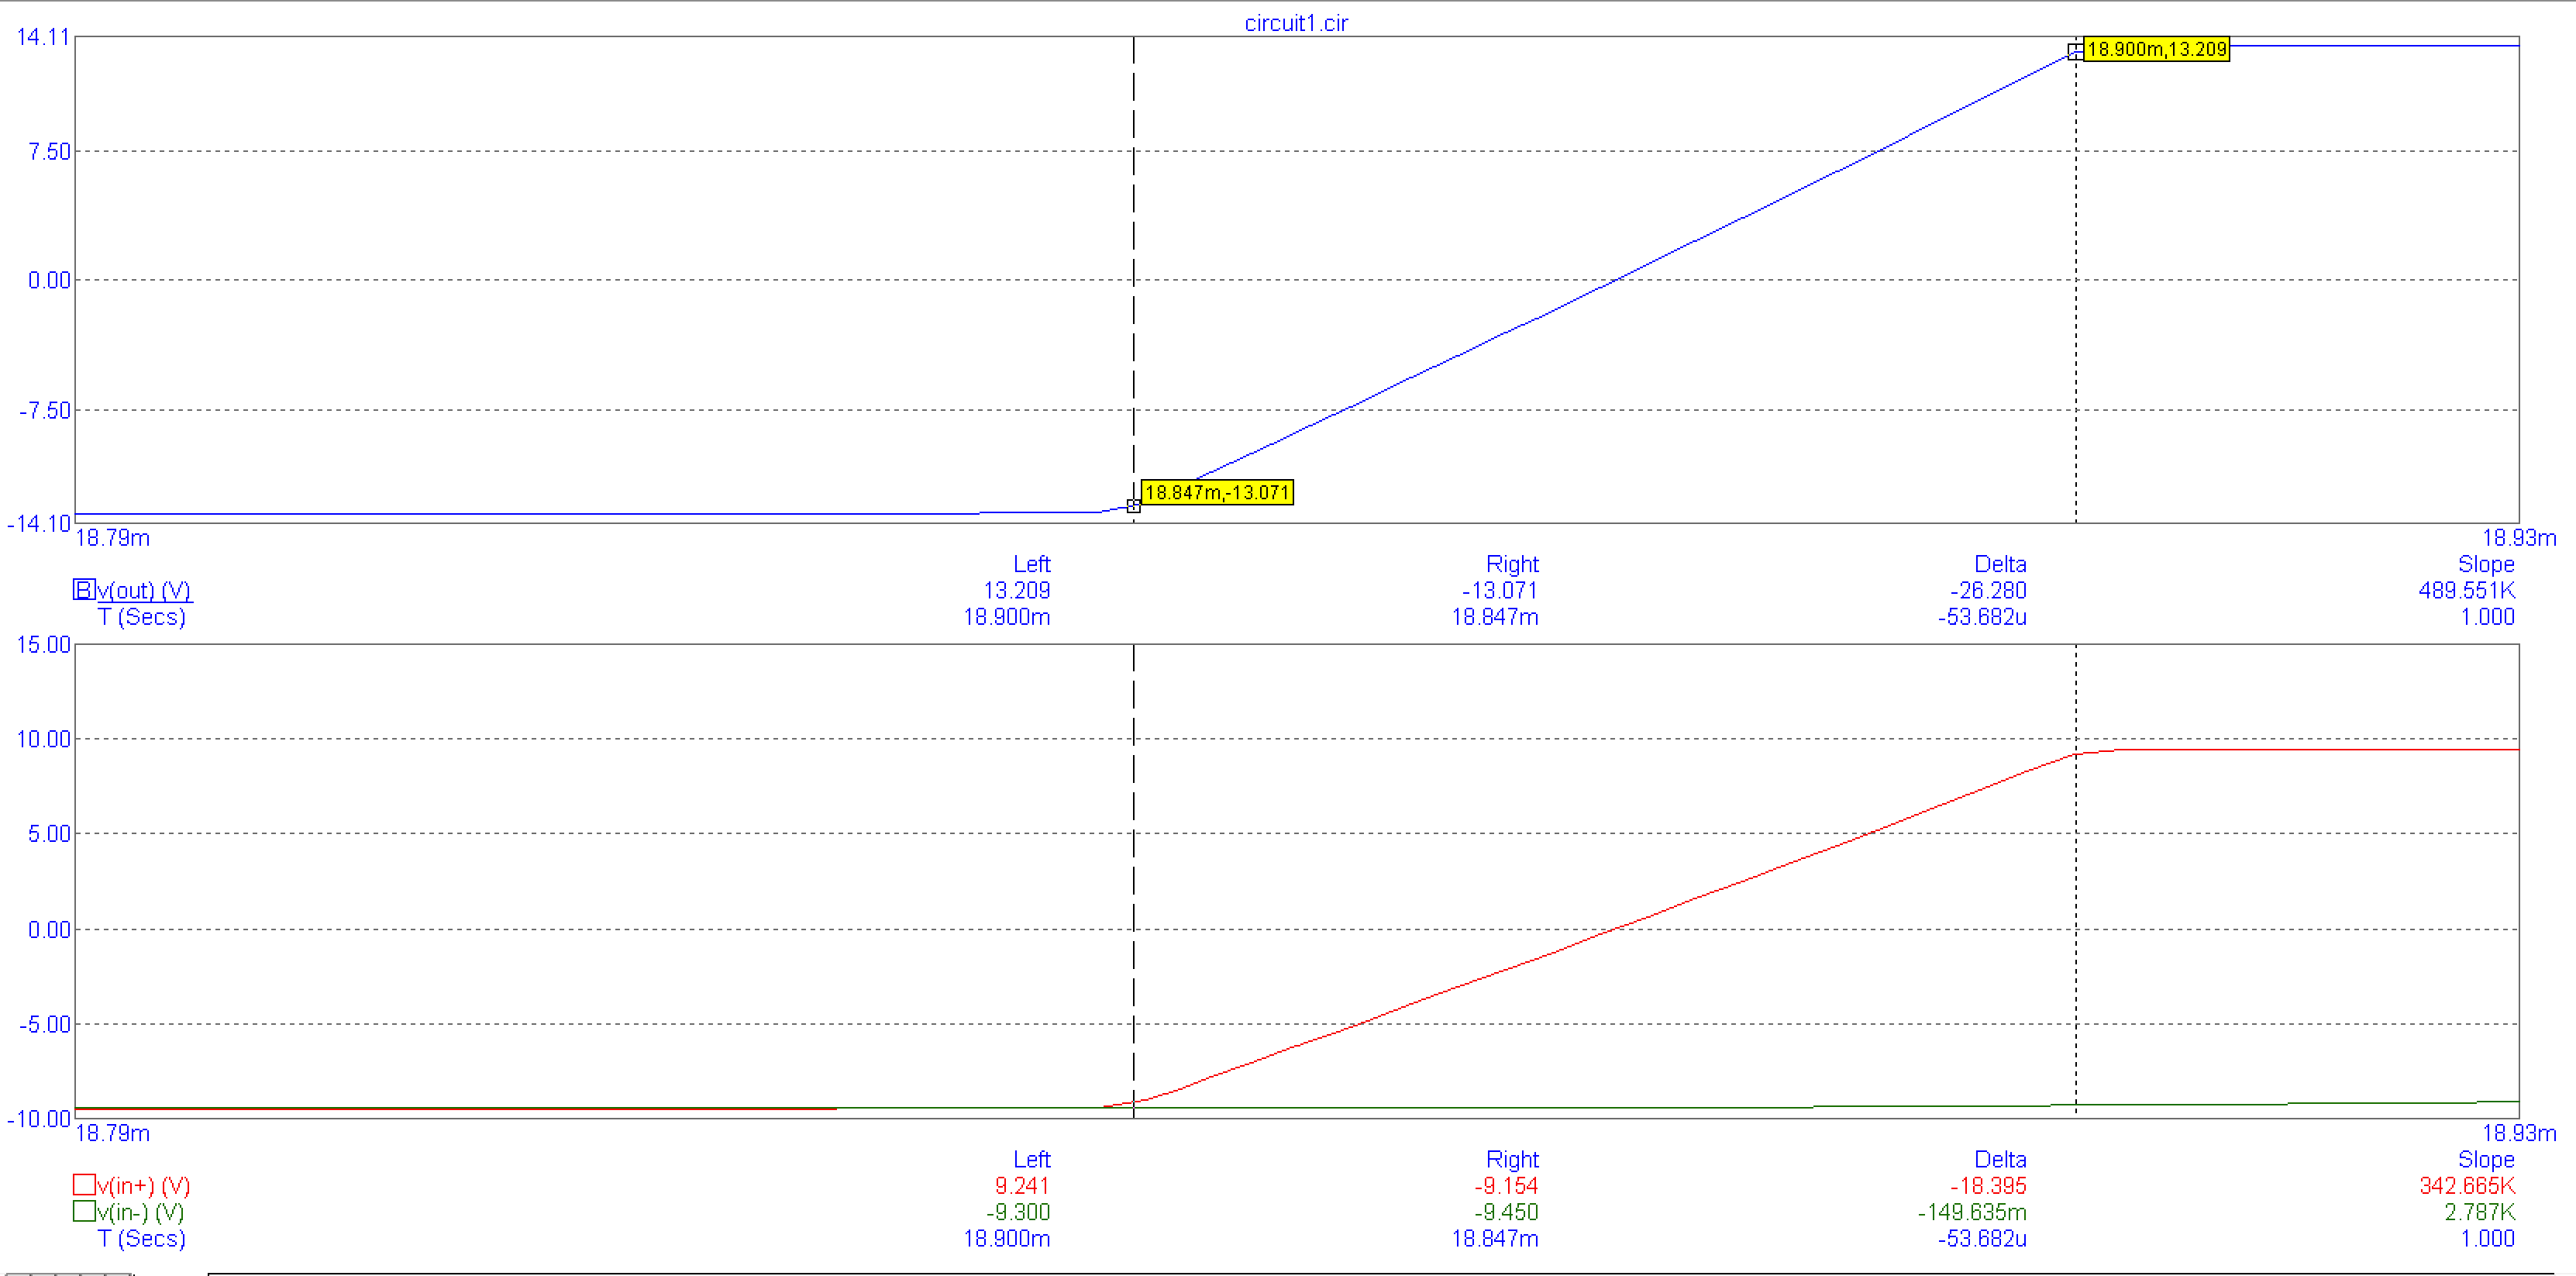 circuit1.cir
14.11
18.900m,13.209
7.50
0.00
-7.50
18.847m,-13.071
-14.10
18.79m 18.93m
Left Right Delta Slope
B v(out) (V) 13.209 -13.071 -26.280 489.551K
T (Secs) 18.900m 18.847m -53.682u 1.000
15.00
10.00
5.00
0.00
-5.00
-10.00
18.79m 18.93m
Left Right Delta Slope
v(in+) (V) 9.241 -9.154 -18.395 342.665K
v(in-) (V) -9.300 -9.450 -149.635m 2.787K
T (Secs) 18.900m 18.847m -53.682u 1.000